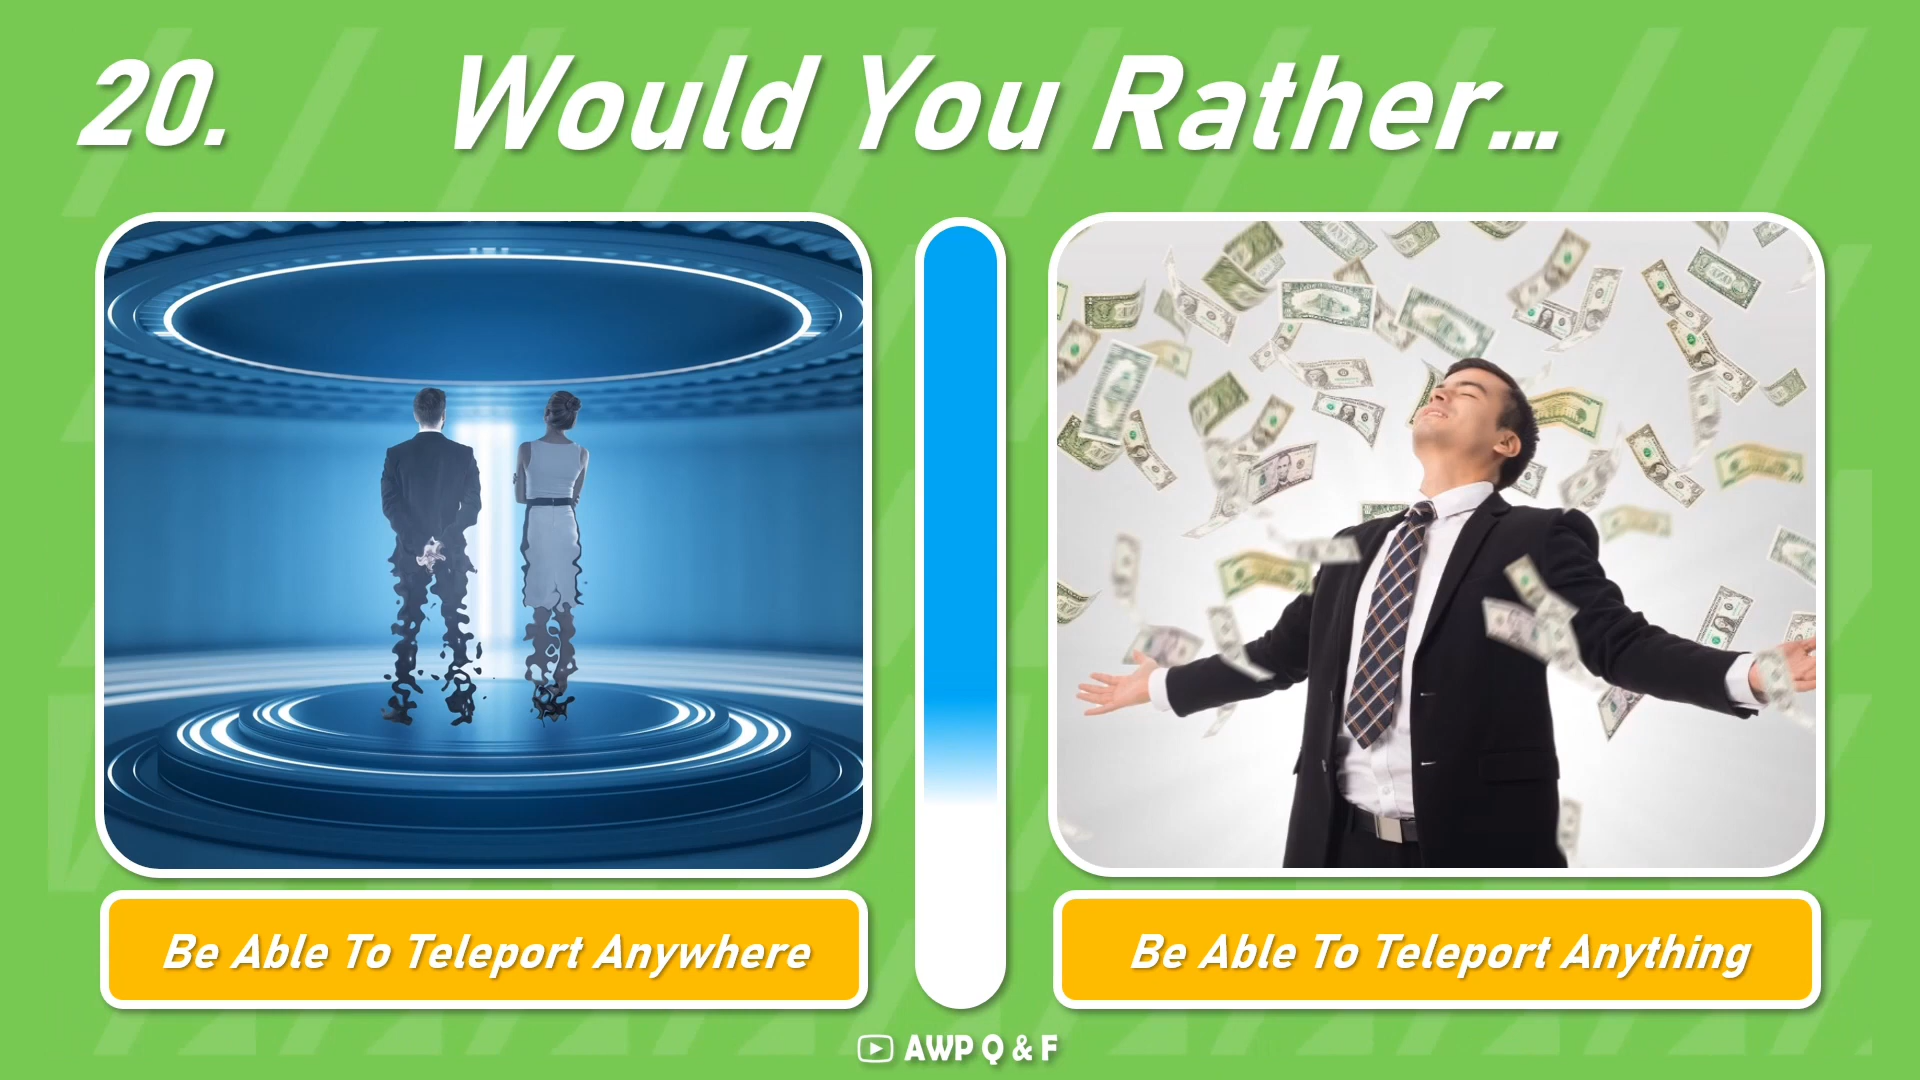 20.
Would You Rather...
Be Able To Teleport Anywhere
Be Able To Teleport Anything
AWP Q & F